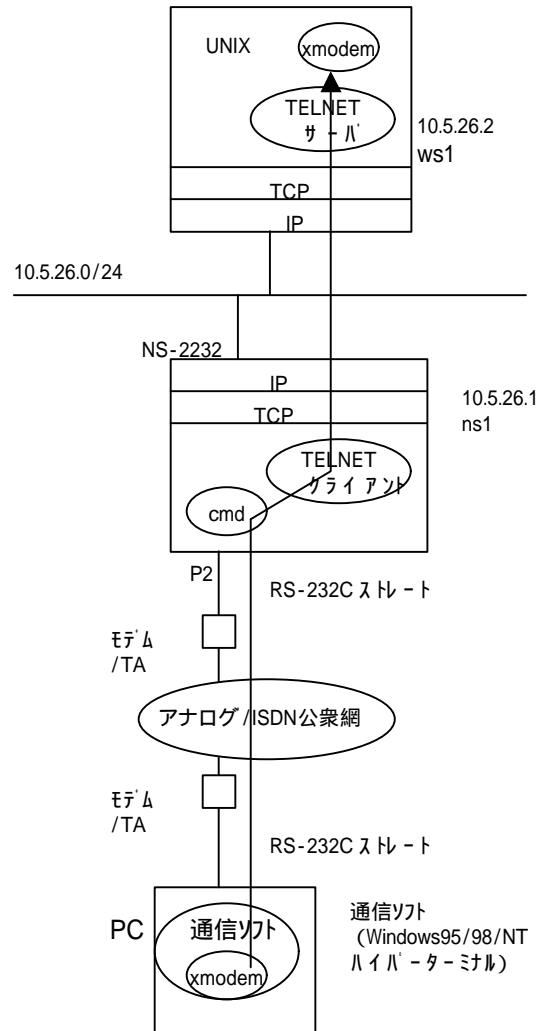 UNIX
xmodem
TELNET
ｻｰﾊﾞ
10.5.26.2
ws1
TCP
IP
10.5.26.0/24
NS-2232
IP
TCP
10.5.26.1
ns1
TELNET
ｸﾗｲｱﾝﾄ
cmd
P2
RS-232C ｽﾄﾚｰﾄ
ﾓﾃﾞﾑ
/TA
アナログ/ISDN公衆網
ﾓﾃﾞﾑ
/TA
RS-232C ｽﾄﾚｰﾄ
PC
通信ｿﾌﾄ
xmodem
通信ｿﾌﾄ
(Windows95/98/NT
ﾊｲﾊﾟｰﾀｰﾐﾅﾙ)